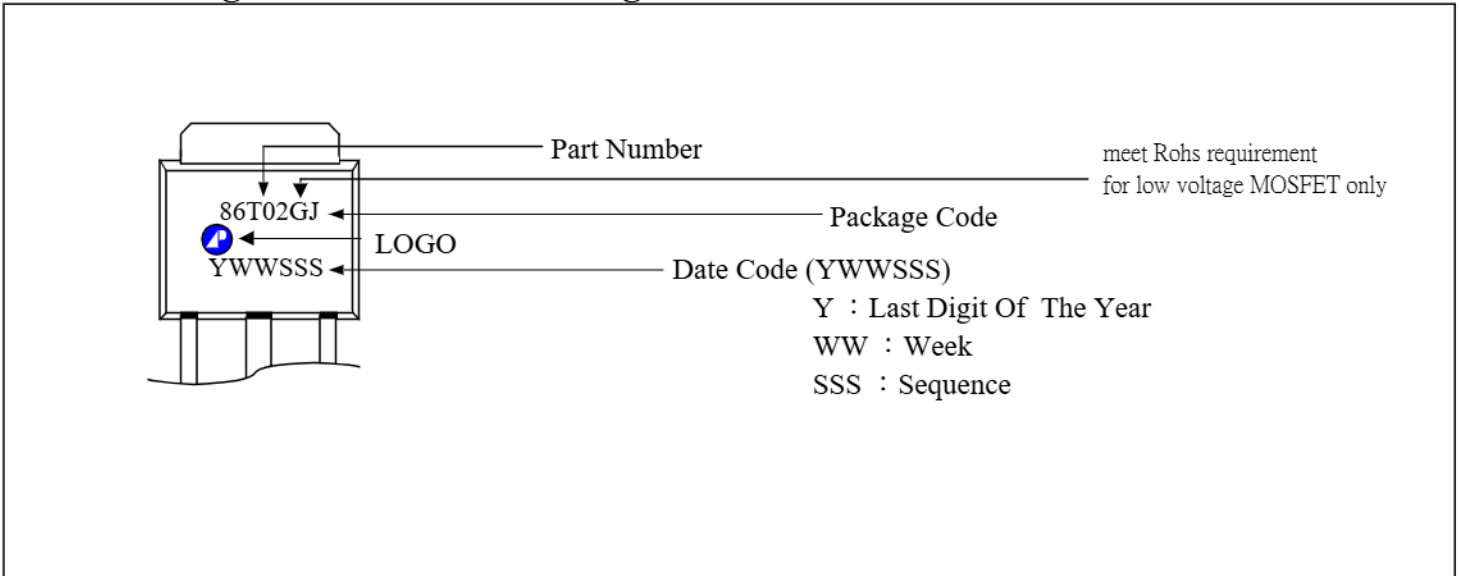 Part Number
meet Rohs requirement
for low voltage MOSFET only
86T02GJ
Package Code
LOGO
YWWSSS
Date Code (YWWSSS)
Y ：Last Digit Of The Year
WW ：Week
SSS ：Sequence